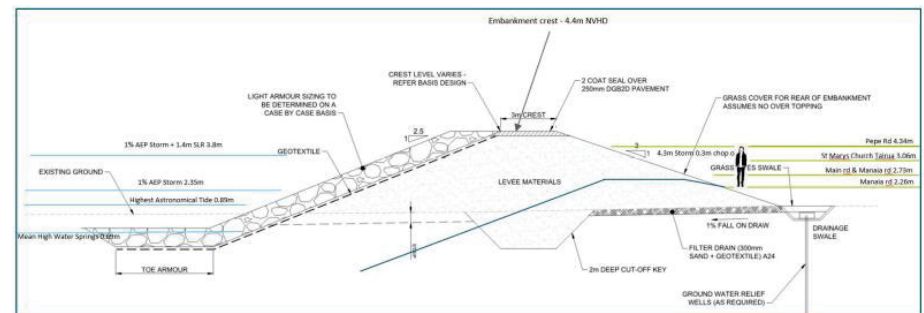 Embankment crest - 4.4m NVHD
CREST LEVEL VARIES -
REFER BASIS DESIGN
2 COAT SEAL OVER
250mm DGB2D PAVEMENT
LIGHT ARMOUR SIZING TO
BE DETERMINED ON A
CASE BY CASE BASIS
3m CREST
GRASS COVER FOR REAR OF EMBANKMENT
ASSUMES NO OVER TOPPING
2.5
1
1% AEP Storm + 1.4m SLR 3.8m
GEOTEXTILE
3
1
4.3m Storm 0.3m chop o
Pepe Rd 4.34m
St Marys Church Tairua 3.06m
EXISTING GROUND
1% AEP Storm 2.35m
LEVEE MATERIALS
GRASS ES SWALE
Main rd & Manaia rd 2.73m
Manaia rd 2.26m
Highest Astronomical Tide 0.89m
Mean High Water Springs
1% FALL ON DRAW
DRAINAGE
SWALE
TOE ARMOUR
2m DEEP CUT-OFF KEY
FILTER DRAIN (300mm
SAND + GEOTEXTILE) A24
GROUND WATER RELIEF
WELLS (AS REQUIRED)